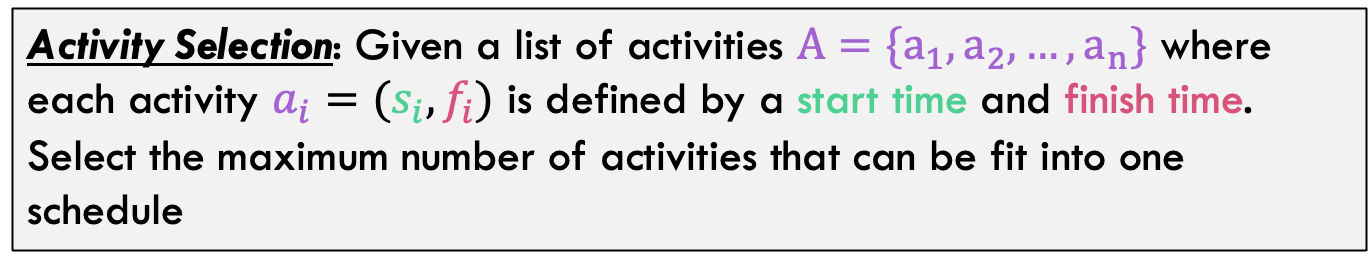 Activity Selection: Given a list of activities A = {a₁, a₂, …, aₙ} where
each activity aᵢ = (sᵢ, fᵢ) is defined by a start time and finish time.
Select the maximum number of activities that can be fit into one
schedule